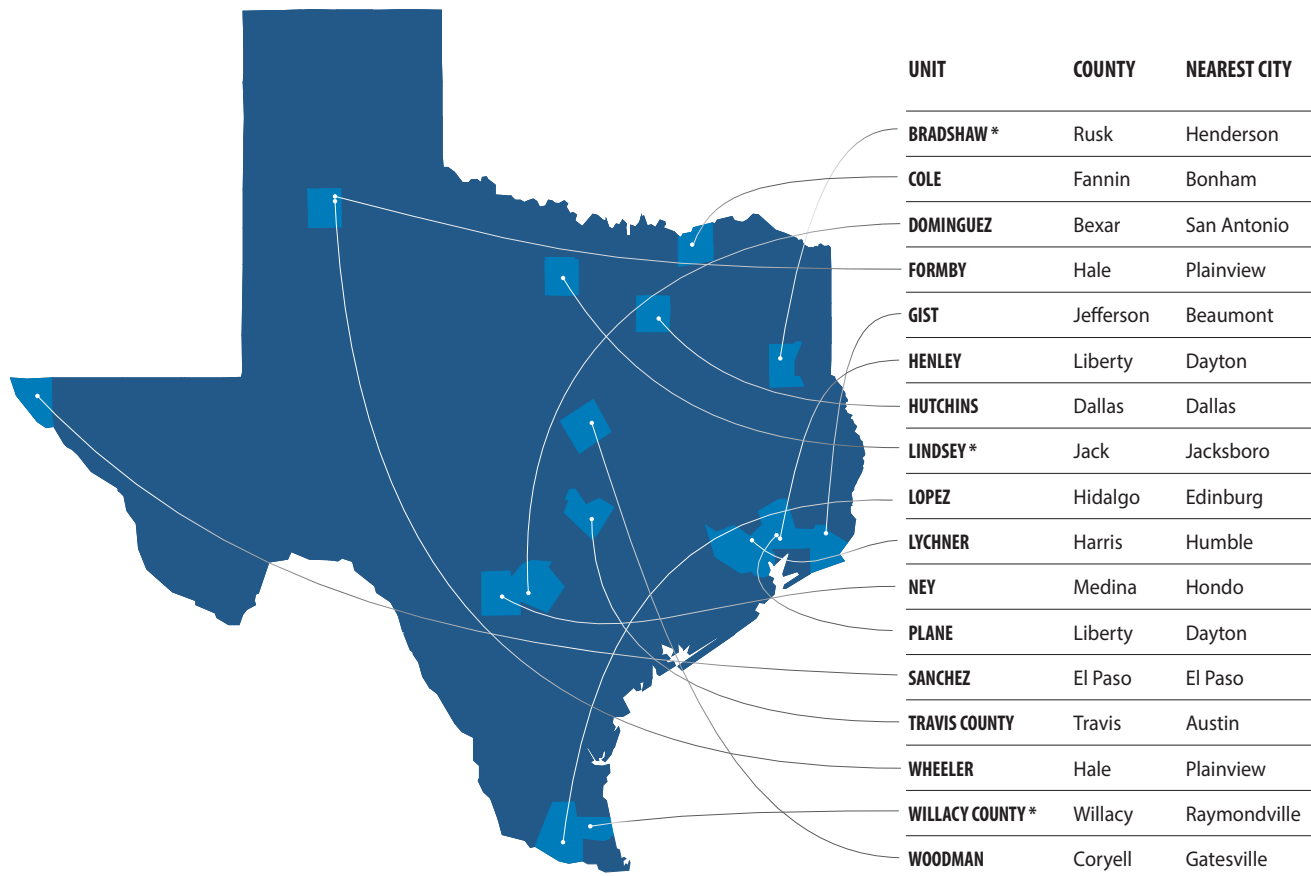 UNIT COUNTY NEAREST CITY
BRADSHAW * Rusk Henderson
COLE Fannin Bonham
DOMINGUEZ Bexar San Antonio
FORMBY Hale Plainview
GIST Jefferson Beaumont
HENLEY Liberty Dayton
HUTCHINS Dallas Dallas
LINDSEY * Jack Jacksboro
LOPEZ Hidalgo Edinburg
LYCHNER Harris Humble
NEY Medina Hondo
PLANE Liberty Dayton
SANCHEZ El Paso El Paso
TRAVIS COUNTY Travis Austin
WHEELER Hale Plainview
WILLACY COUNTY * Willacy Raymondville
WOODMAN Coryell Gatesville